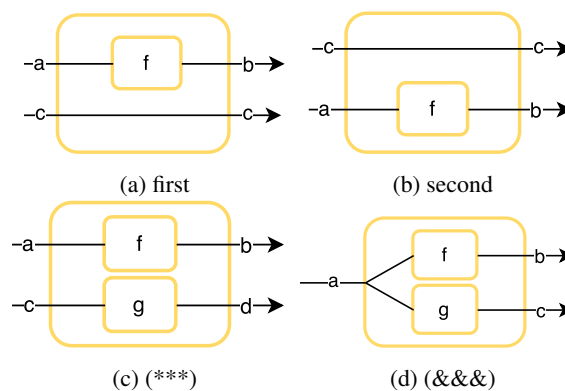 a f b
c c
(a) first
c c
a f b
(b) second
a f b
c g d
(c) (***)
a f b
g c
(d) (&&&)